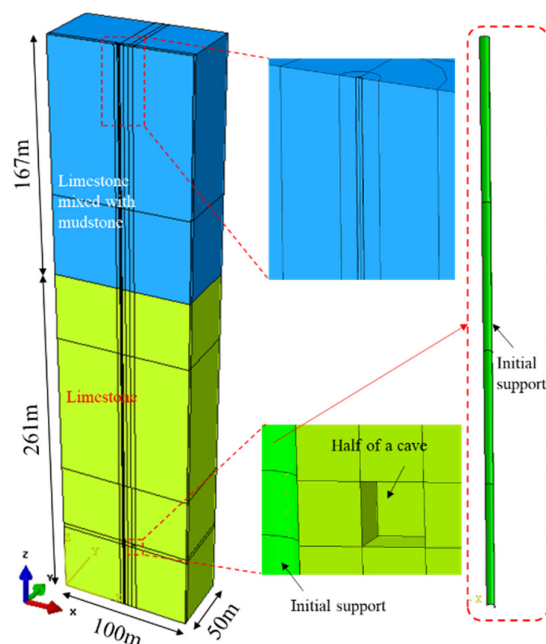 167m
Limestone
mixed with
mudstone
261m
Limestone
100m
50m
Z
Y
X
Half of a cave
Initial support
Initial
support
Y
X